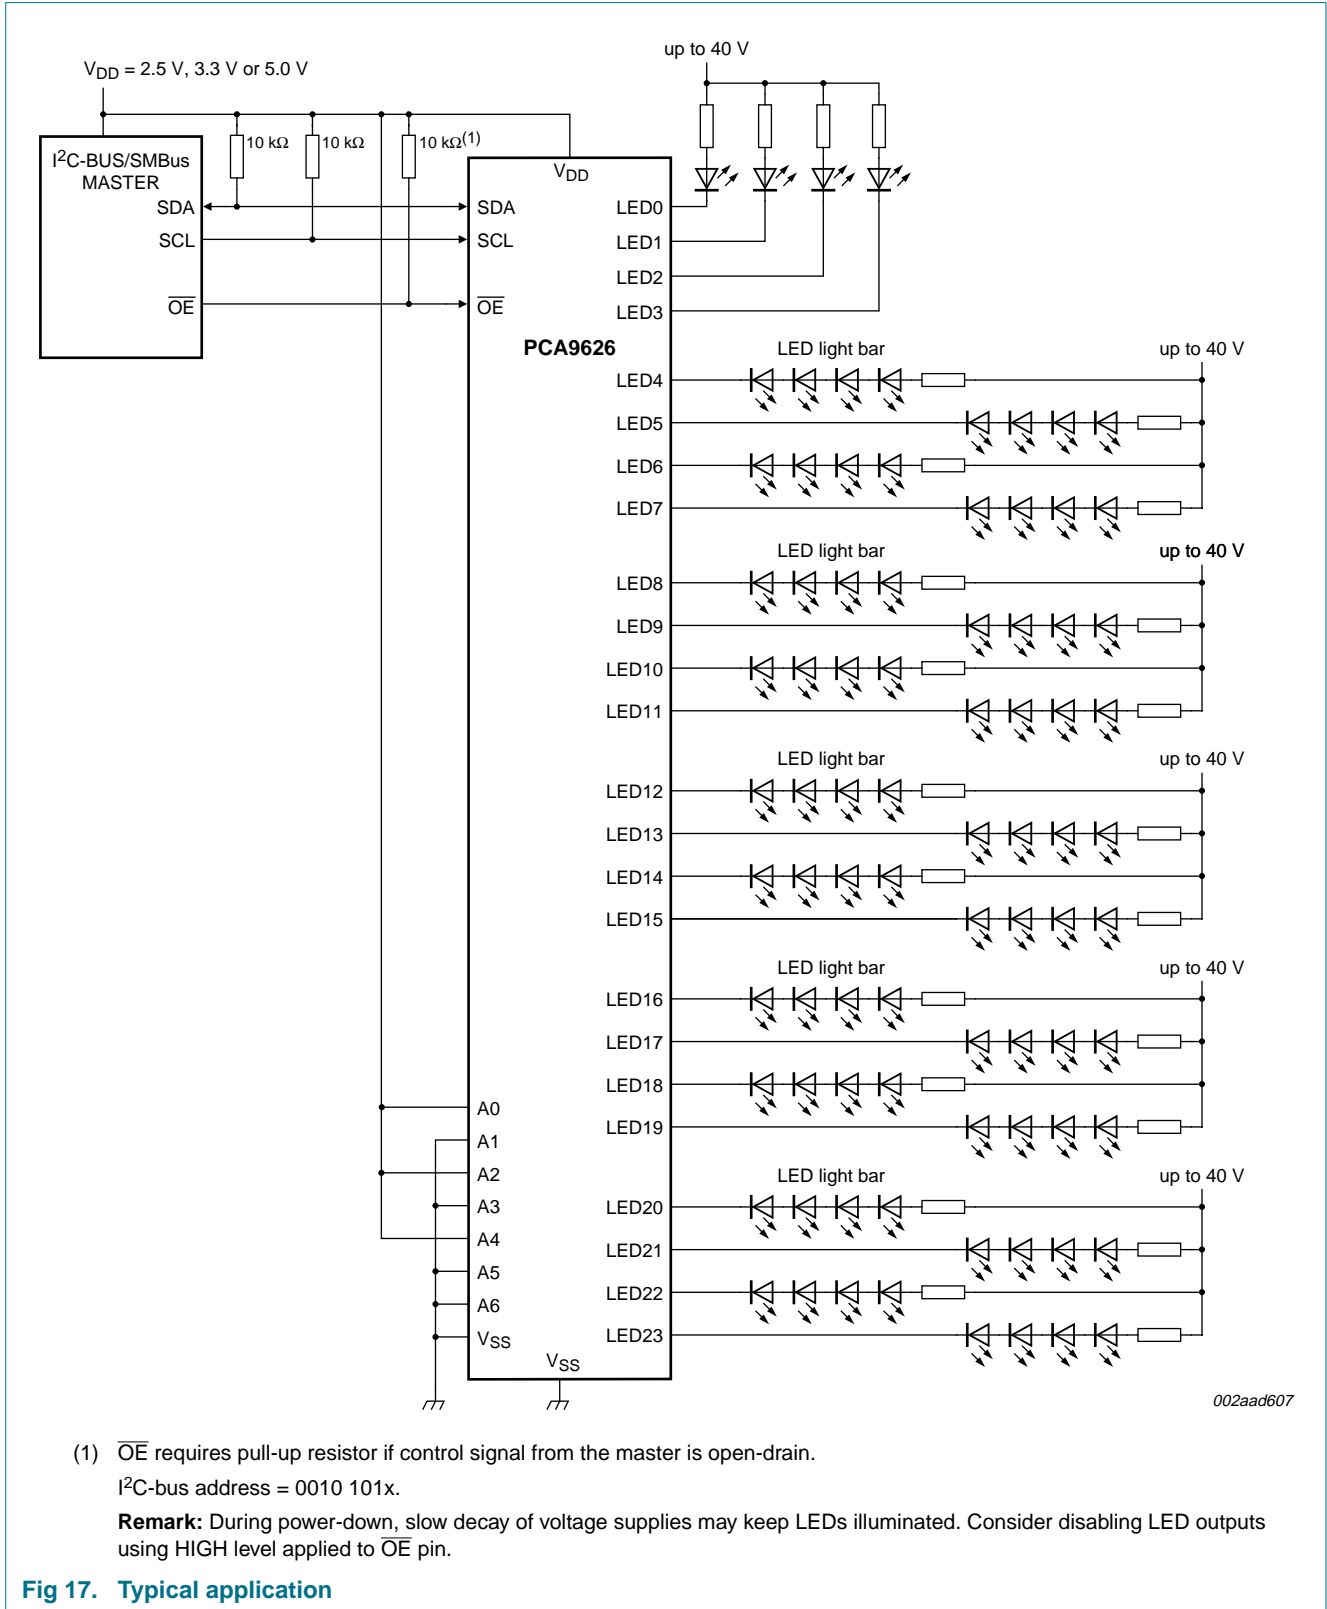 up to 40 V
VDD = 2.5 V, 3.3 V or 5.0 V
10 kΩ
10 kΩ
10 kΩ(1)
I2C-BUS/SMBus
MASTER
SDA
SCL
OE
VDD
SDA
SCL
OE
PCA9626
LED0
LED1
LED2
LED3
LED light bar
up to 40 V
LED4
LED5
LED6
LED7
LED light bar
up to 40 V
LED8
LED9
LED10
LED11
LED light bar
up to 40 V
LED12
LED13
LED14
LED15
LED light bar
up to 40 V
LED16
LED17
LED18
LED19
LED light bar
up to 40 V
LED20
LED21
LED22
LED23
A0
A1
A2
A3
A4
A5
A6
VSS
VSS
002aad607
(1) OE requires pull-up resistor if control signal from the master is open-drain.
I2C-bus address = 0010 101x.
Remark: During power-down, slow decay of voltage supplies may keep LEDs illuminated. Consider disabling LED outputs
using HIGH level applied to OE pin.
Fig 17. Typical application